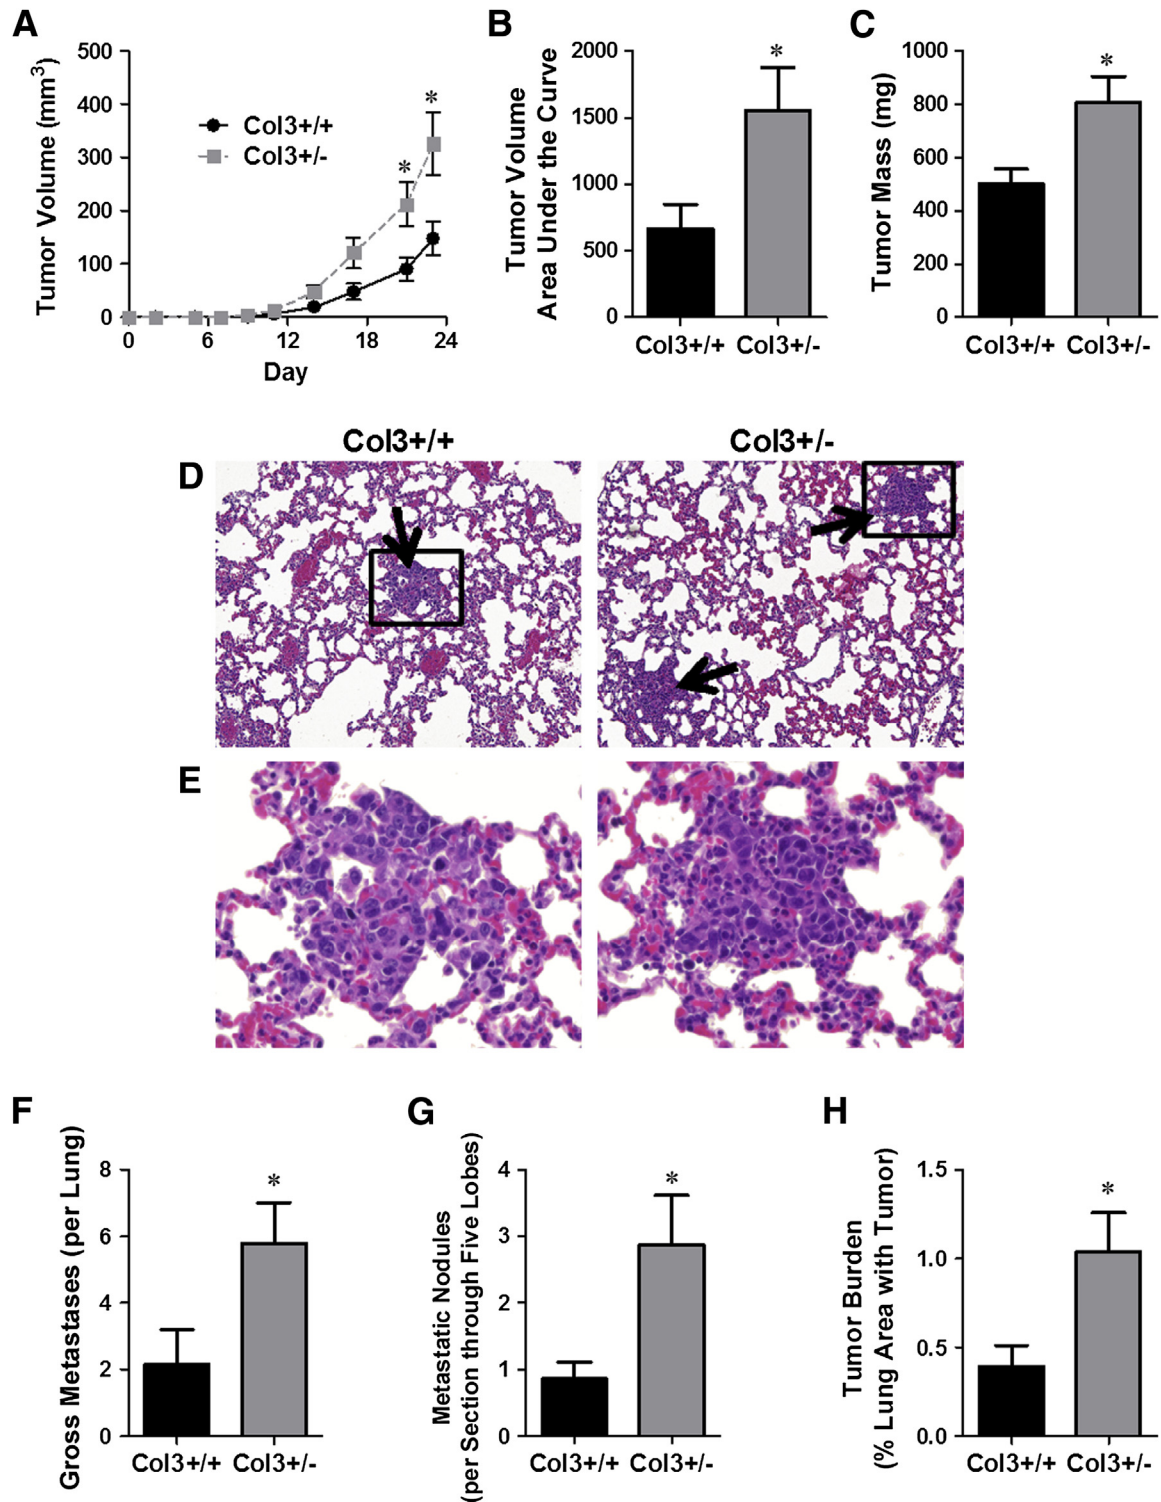 A
Tumor Volume (mm3)
500
400
300
200
100
0
0 6 12 18 24
Day
Col3+/+
Col3+/-
*
*
B
Tumor Volume
Area Under the Curve
2000
1500
1000
500
0
*
Col3+/+ Col3+/-
C
Tumor Mass (mg)
1000
800
600
400
200
0
*
Col3+/+ Col3+/-
Col3+/+ Col3+/-
D
E
F
Gross Metastases (per Lung)
8
6
4
2
0
*
Col3+/+ Col3+/-
G
Metastatic Nodules
(per Section through Five Lobes)
4
3
2
1
0
*
Col3+/+ Col3+/-
H
Tumor Burden
(% Lung Area with Tumor)
1.5
1.0
0.5
0.0
*
Col3+/+ Col3+/-